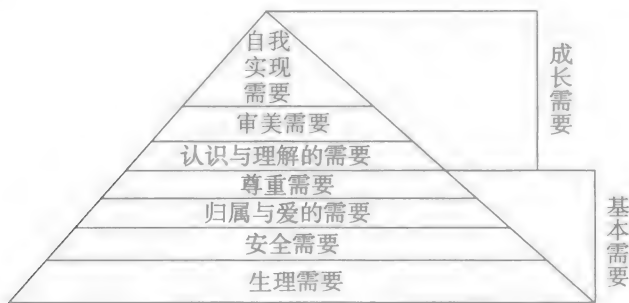 自我
实现
需要
审美需要
认识与理解的需要
尊重需要
归属与爱的需要
安全需要
生理需要
成长需要
基本需要